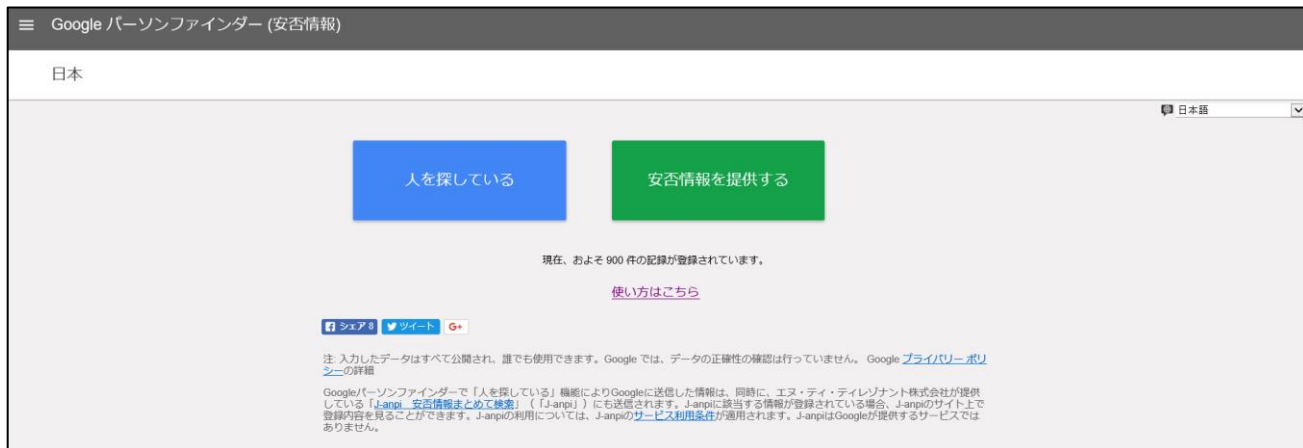 Google パーソンファインダー (安否情報)
日本
日本語
人を探している
安否情報を提供する
現在、およそ 900 件の記録が登録されています。
使い方はこちら
シェア 8
ツイート
G+
注: 入力したデータはすべて公開され、誰でも使用できます。Google では、データの正確性の確認は行っていません。 Google プライバリー ポリ
シーの詳細
Googleパーソンファインダーで「人を探している」機能によりGoogleに送信した情報は、同時に、エヌ・ティ・ティレゾナント株式会社が提供
している「J-anpi 安否情報まとめて検索」(「J-anpi」)にも送信されます。J-anpiに該当する情報が登録されている場合、J-anpiのサイト上で
登録内容を見ることができます。J-anpiの利用については、J-anpiのサービス利用条件が適用されます。J-anpiはGoogleが提供するサービスでは
ありません。